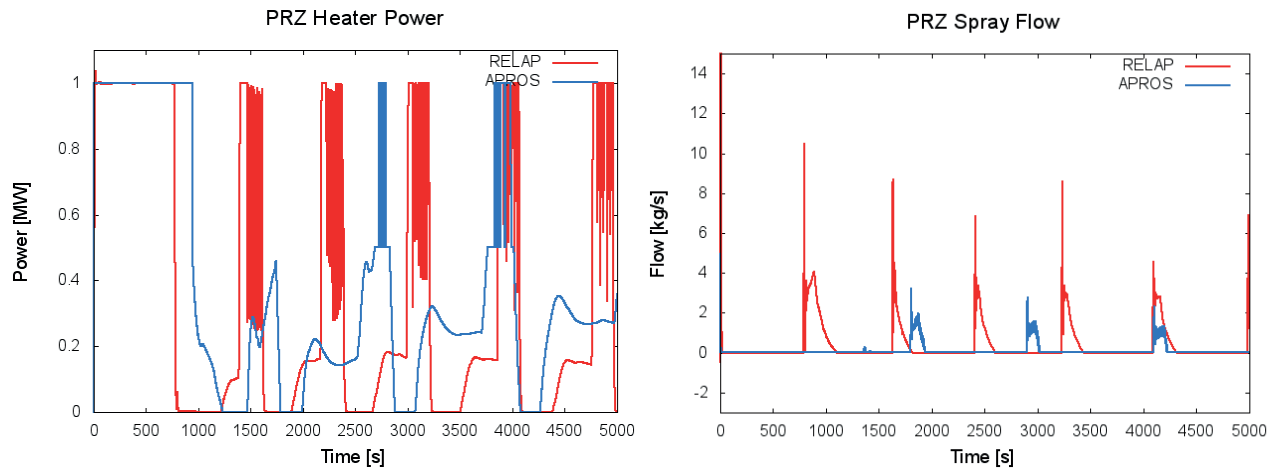 PRZ Heater Power
RELAP
APROS
1
0.8
0.6
0.4
0.2
0
Power [MW]
0 500 1000 1500 2000 2500 3000 3500 4000 4500 5000
Time [s]
PRZ Spray Flow
RELAP
APROS
14
12
10
8
6
4
2
0
-2
Flow [kg/s]
0 500 1000 1500 2000 2500 3000 3500 4000 4500 5000
Time [s]